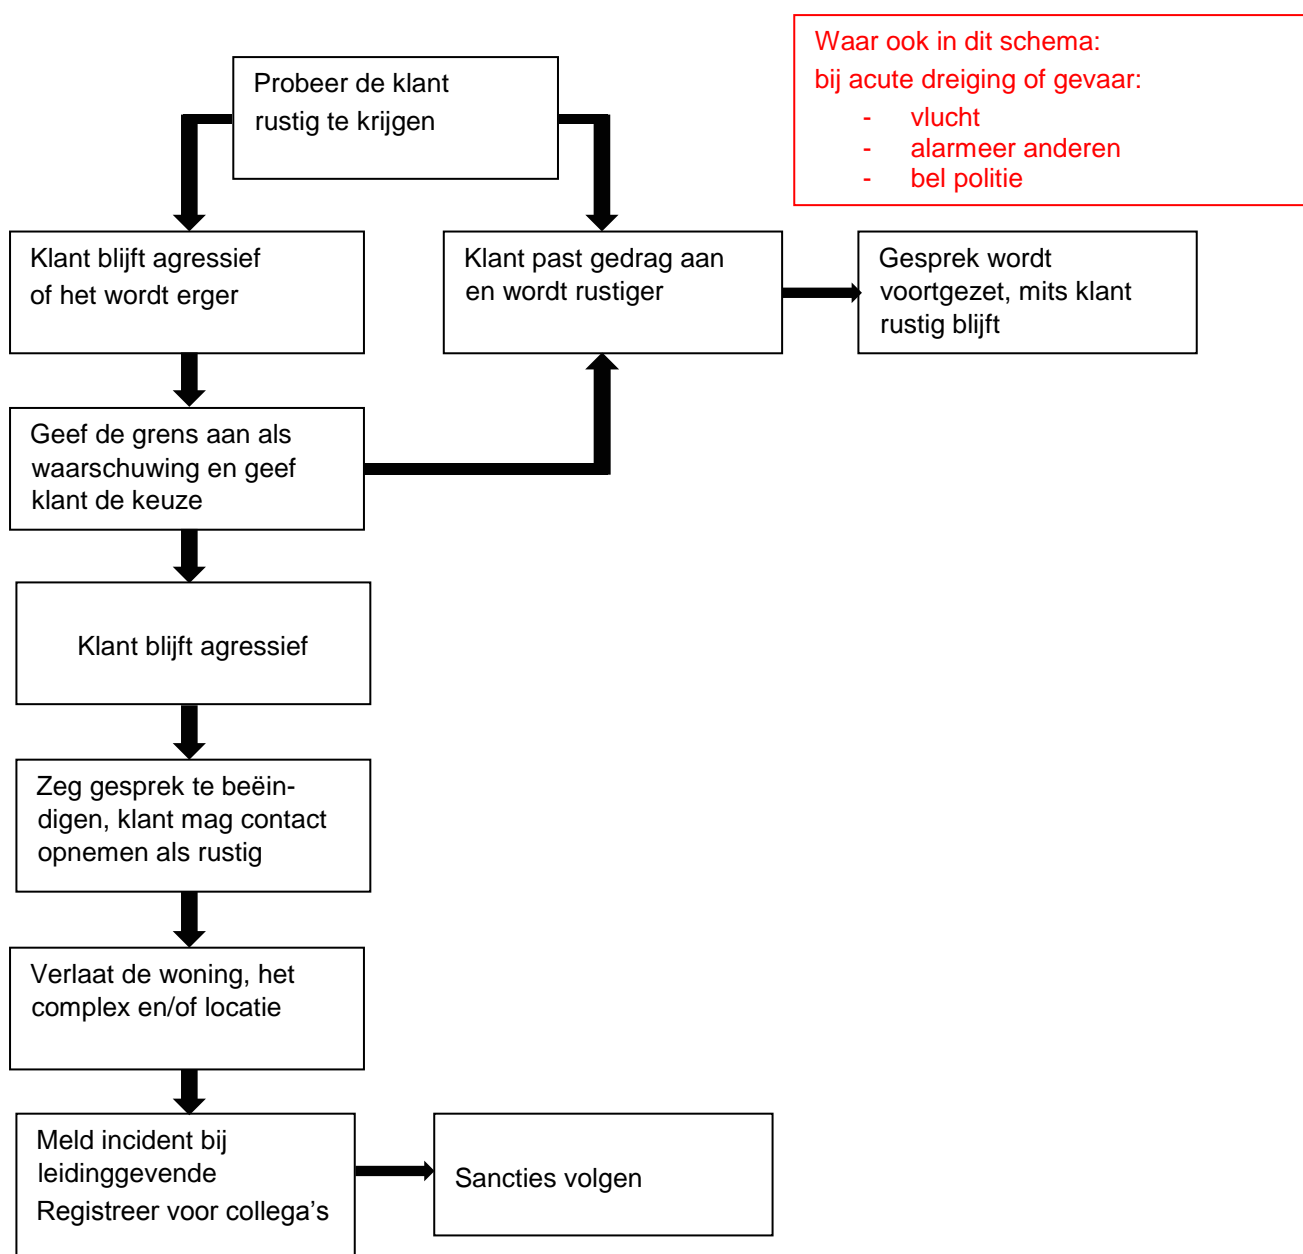 Waar ook in dit schema:
bij acute dreiging of gevaar:
- vlucht
- alarmeer anderen
- bel politie
Probeer de klant
rustig te krijgen
Klant blijft agressief
of het wordt erger
Klant past gedrag aan
en wordt rustiger
Gesprek wordt
voortgezet, mits klant
rustig blijft
Geef de grens aan als
waarschuwing en geef
klant de keuze
Klant blijft agressief
Zeg gesprek te beëin-
digen, klant mag contact
opnemen als rustig
Verlaat de woning, het
complex en/of locatie
Meld incident bij
leidinggevende
Registreer voor collega’s
Sancties volgen